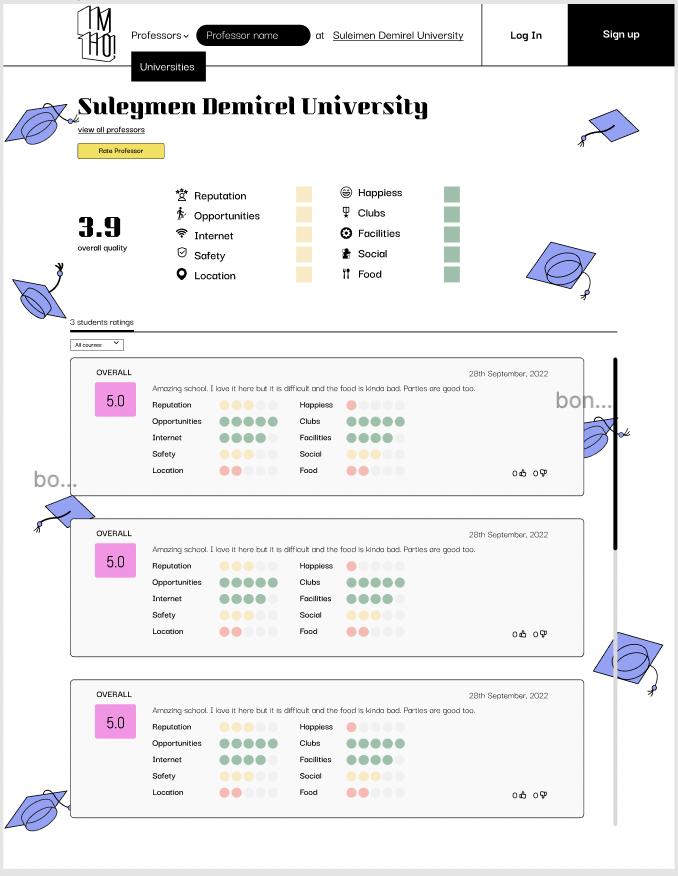 I'M
THO!
Professors
Professor name
at
Suleimen Demirel University
Log In
Sign up
Universities
Suleymen Demirel University
view all professors
Rate Professor
3.9
overall quality
Reputation
Opportunities
Internet
Safety
Location
Happiess
Clubs
Facilities
Social
Food
3 students ratings
All courses
OVERALL
5.0
28th September, 2022
Amazing school. I love it here but it is difficult and the food is kinda bad. Parties are good too.
Reputation
Opportunities
Internet
Safety
Location
Happiess
Clubs
Facilities
Social
Food
0 0
bon...
bo...
OVERALL
5.0
28th September, 2022
Amazing school. I love it here but it is difficult and the food is kinda bad. Parties are good too.
Reputation
Opportunities
Internet
Safety
Location
Happiess
Clubs
Facilities
Social
Food
0 0
OVERALL
5.0
28th September, 2022
Amazing school. I love it here but it is difficult and the food is kinda bad. Parties are good too.
Reputation
Opportunities
Internet
Safety
Location
Happiess
Clubs
Facilities
Social
Food
0 0